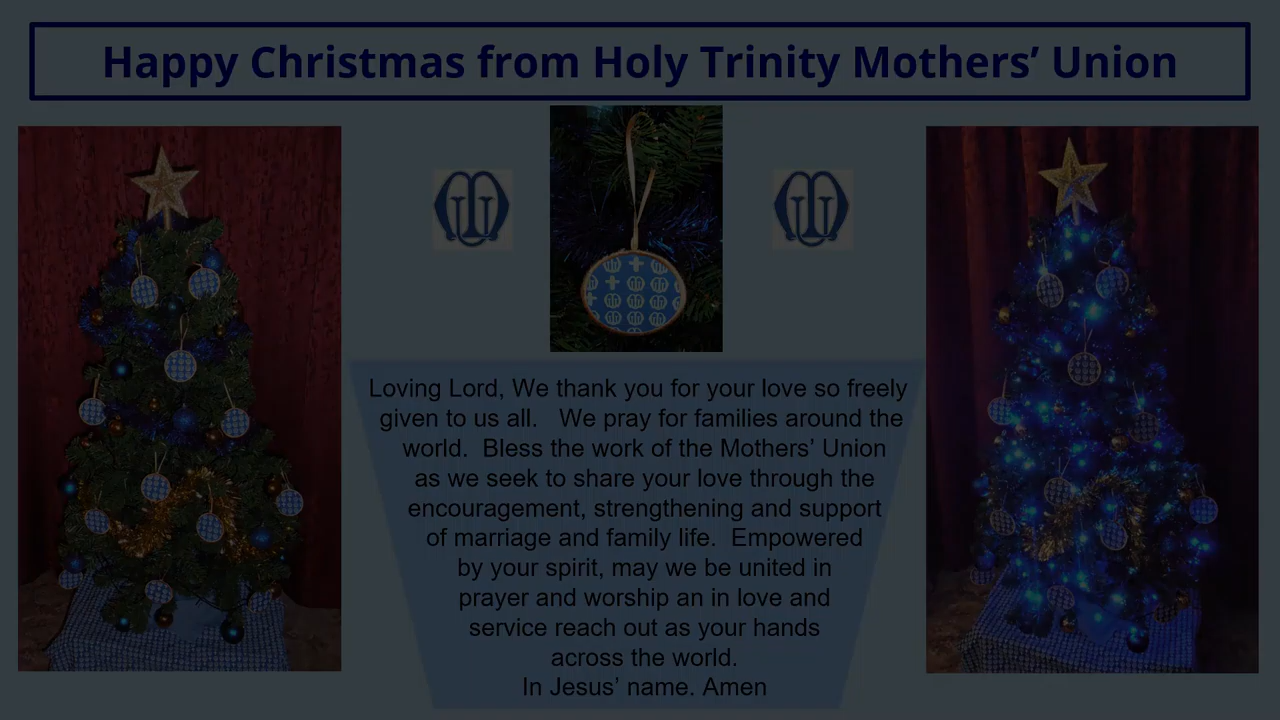 Happy Christmas from Holy Trinity Mothers’ Union
Loving Lord, We thank you for your love so freely
given to us all.   We pray for families around the
world.  Bless the work of the Mothers’ Union
as we seek to share your love through the
encouragement, strengthening and support
of marriage and family life.  Empowered
by your spirit, may we be united in
prayer and worship an in love and
service reach out as your hands
across the world.
In Jesus’ name. Amen